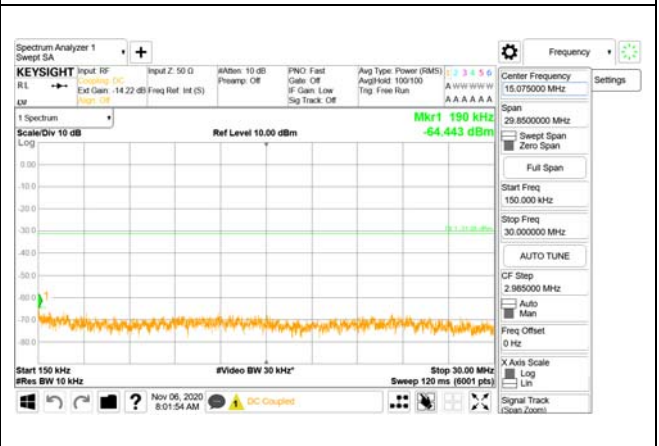 Spectrum Analyzer 1
Swept SA
+
Frequency
KEYSIGHT
RL
Input: RF
Coupling: DC
Ext Gain: -14.22 dB
Align: Off
Input Z: 50 Ω
Freq Ref: Int (S)
#Atten: 10 dB
Preamp: Off
PNO: Fast
Gate: Off
IF Gain: Low
Sig Track: Off
Avg Type: Power (RMS)
Avg|Hold: 100/100
Trig: Free Run
1 2 3 4 5 6
A W W W W W
A A A A A A
1 Spectrum
Scale/Div 10 dB
Ref Level 10.00 dBm
Mkr1 190 kHz
-64.443 dBm
Log
0.00
-10.0
-20.0
-30.0
-40.0
-50.0
-60.0
-70.0
-80.0
1
Start 150 kHz
#Res BW 10 kHz
#Video BW 30 kHz*
Stop 30.00 MHz
Sweep 120 ms (6001 pts)
Nov 06, 2020
8:01:54 AM
DC Coupled
Center Frequency
15.075000 MHz
Settings
Span
29.8500000 MHz
Swept Span
Zero Span
Full Span
Start Freq
150.000 kHz
Stop Freq
30.000000 MHz
AUTO TUNE
CF Step
2.985000 MHz
Auto
Man
Freq Offset
0 Hz
X Axis Scale
Log
Lin
Signal Track
(Span Zoom)